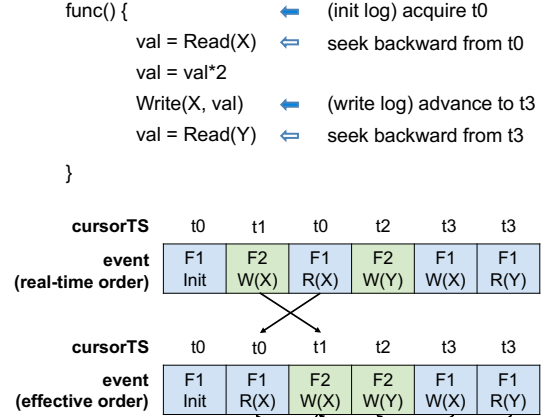 func() { (init log) acquire t0
val = Read(X) seek backward from t0
val = val*2
Write(X, val) (write log) advance to t3
val = Read(Y) seek backward from t3
}
cursorTS t0 t1 t0 t2 t3 t3
event F1 F2 F1 F2 F1 F1
(real-time order) Init W(X) R(X) W(Y) W(X) R(Y)
cursorTS t0 t0 t1 t2 t3 t3
event F1 F1 F2 F2 F1 F1
(effective order) Init R(X) W(X) W(Y) W(X) R(Y)